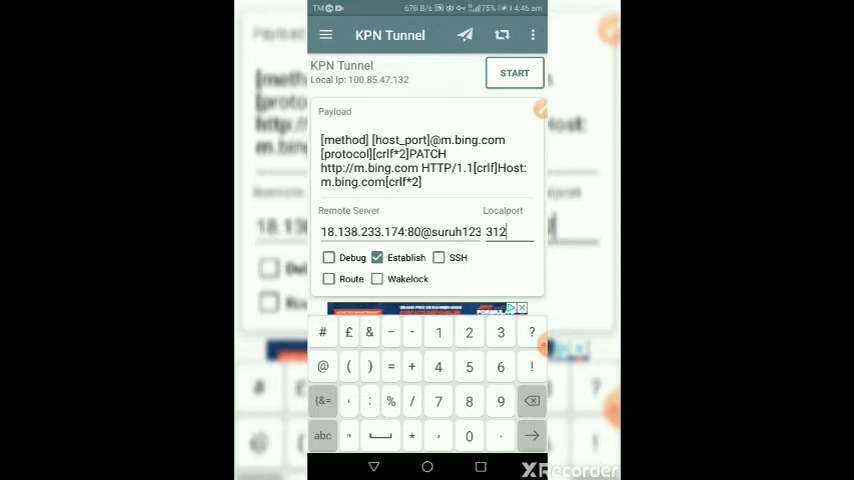 TM 678 B/s 75% 4:46 am
KPN Tunnel
KPN Tunnel
Local Ip: 100.85.47.132
START
Payload
[method] [host_port]@m.bing.com
[protocol][crlf*2]PATCH
http://m.bing.com HTTP/1.1[crlf]Host:
m.bing.com[crlf*2]
Remote Server Localport
18.138.233.174:80@suruh123 312
Debug Establish SSH
Route Wakelock
# £ & – - 1 2 3 ?
@ ( ) = + 4 5 6 !
{&= ' : % / 7 8 9
abc " * , 0 .
XRecorder